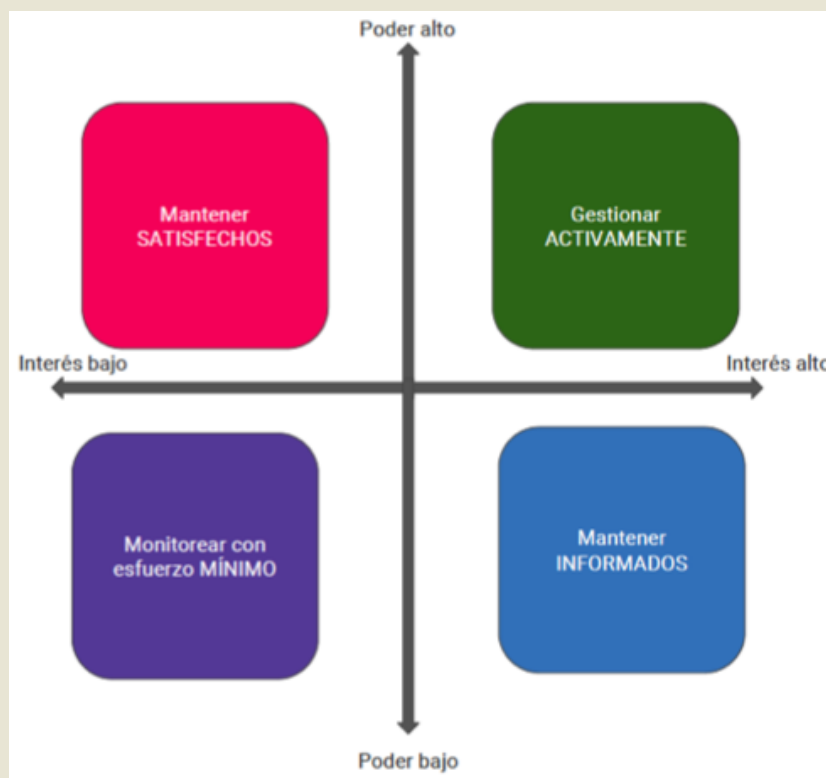 Poder alto
Mantener
SATISFECHOS
Gestionar
ACTIVAMENTE
Interés bajo
Interés alto
Monitorear con
esfuerzo MÍNIMO
Mantener
INFORMADOS
Poder bajo